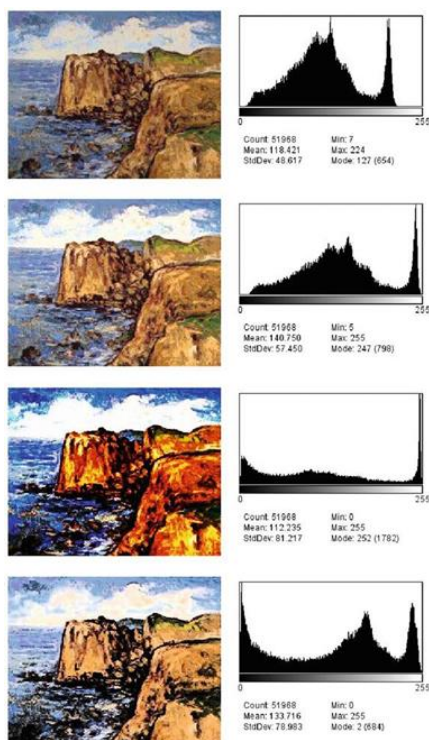 0 255
Count: 51968 Min: 7
Mean: 118.421 Max: 224
StdDev: 48.617 Mode: 127 (654)
0 255
Count: 51968 Min: 5
Mean: 140.750 Max: 255
StdDev: 57.450 Mode: 247 (798)
0 255
Count: 51968 Min: 0
Mean: 112.235 Max: 255
StdDev: 81.217 Mode: 252 (1782)
0 255
Count: 51968 Min: 0
Mean: 133.716 Max: 255
StdDev: 78.983 Mode: 2 (684)